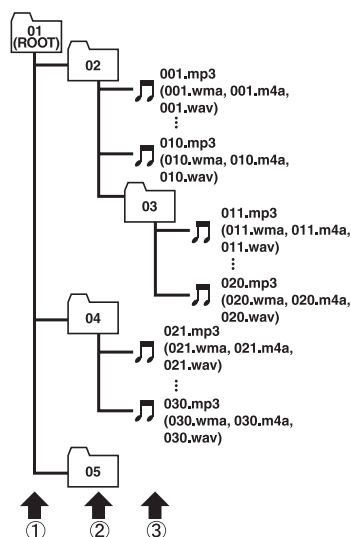 01
(ROOT)
02
001.mp3
(001.wma, 001.m4a,
001.wav)
⋮
010.mp3
(010.wma, 010.m4a,
010.wav)
03
011.mp3
(011.wma, 011.m4a,
011.wav)
⋮
020.mp3
(020.wma, 020.m4a,
020.wav)
04
021.mp3
(021.wma, 021.m4a,
021.wav)
⋮
030.mp3
(030.wma, 030.m4a,
030.wav)
05
① ② ③